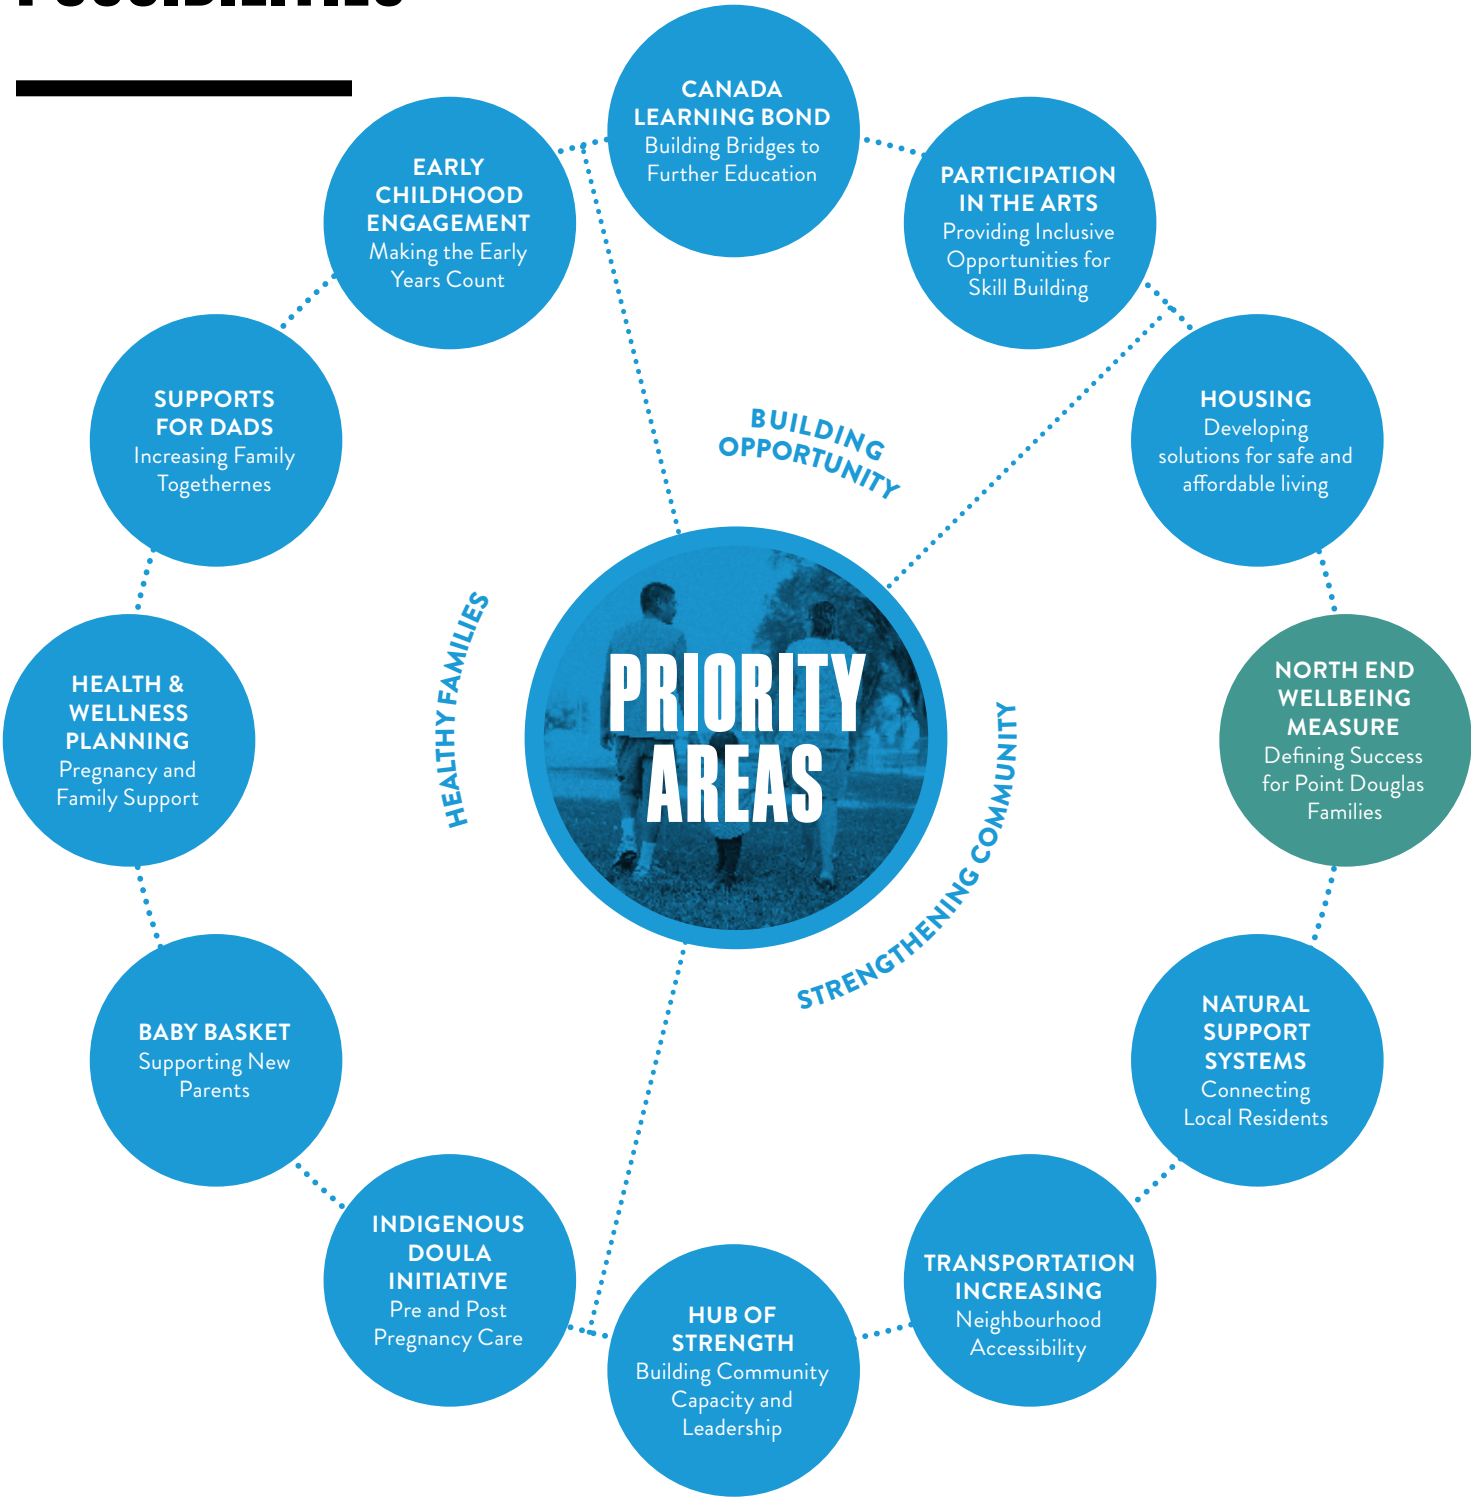 POSSIBILITIES
CANADA
LEARNING BOND
Building Bridges to
Further Education
PARTICIPATION
IN THE ARTS
Providing Inclusive
Opportunities for
Skill Building
HOUSING
Developing
solutions for safe and
affordable living
NORTH END
WELLBEING
MEASURE
Defining Success
for Point Douglas
Families
NATURAL
SUPPORT
SYSTEMS
Connecting
Local Residents
TRANSPORTATION
INCREASING
Neighbourhood
Accessibility
HUB OF
STRENGTH
Building Community
Capacity and
Leadership
INDIGENOUS
DOULA
INITIATIVE
Pre and Post
Pregnancy Care
BABY BASKET
Supporting New
Parents
HEALTH &
WELLNESS
PLANNING
Pregnancy and
Family Support
SUPPORTS
FOR DADS
Increasing Family
Togethernes
EARLY
CHILDHOOD
ENGAGEMENT
Making the Early
Years Count
BUILDING
OPPORTUNITY
HEALTHY FAMILIES
STRENGTHENING COMMUNITY
PRIORITY
AREAS